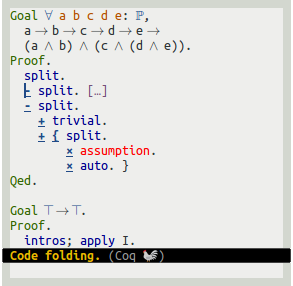 Goal ∀ a b c d e: ℙ,
a → b → c → d → e →
(a ∧ b) ∧ (c ∧ (d ∧ e)).
Proof.
split.
- split. […]
- split.
+ trivial.
+ { split.
× assumption.
× auto. }
Qed.
Goal ⊤ → ⊤.
Proof.
intros; apply I.
Code folding. (Coq 🐓)